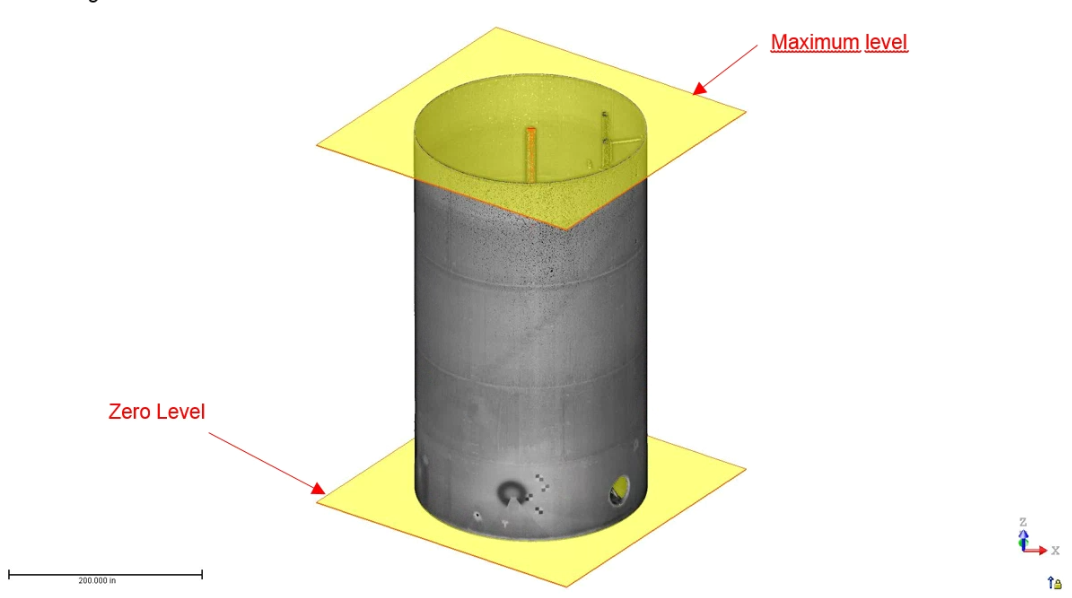 Maximum level
Zero Level
Z
X
200.000 in